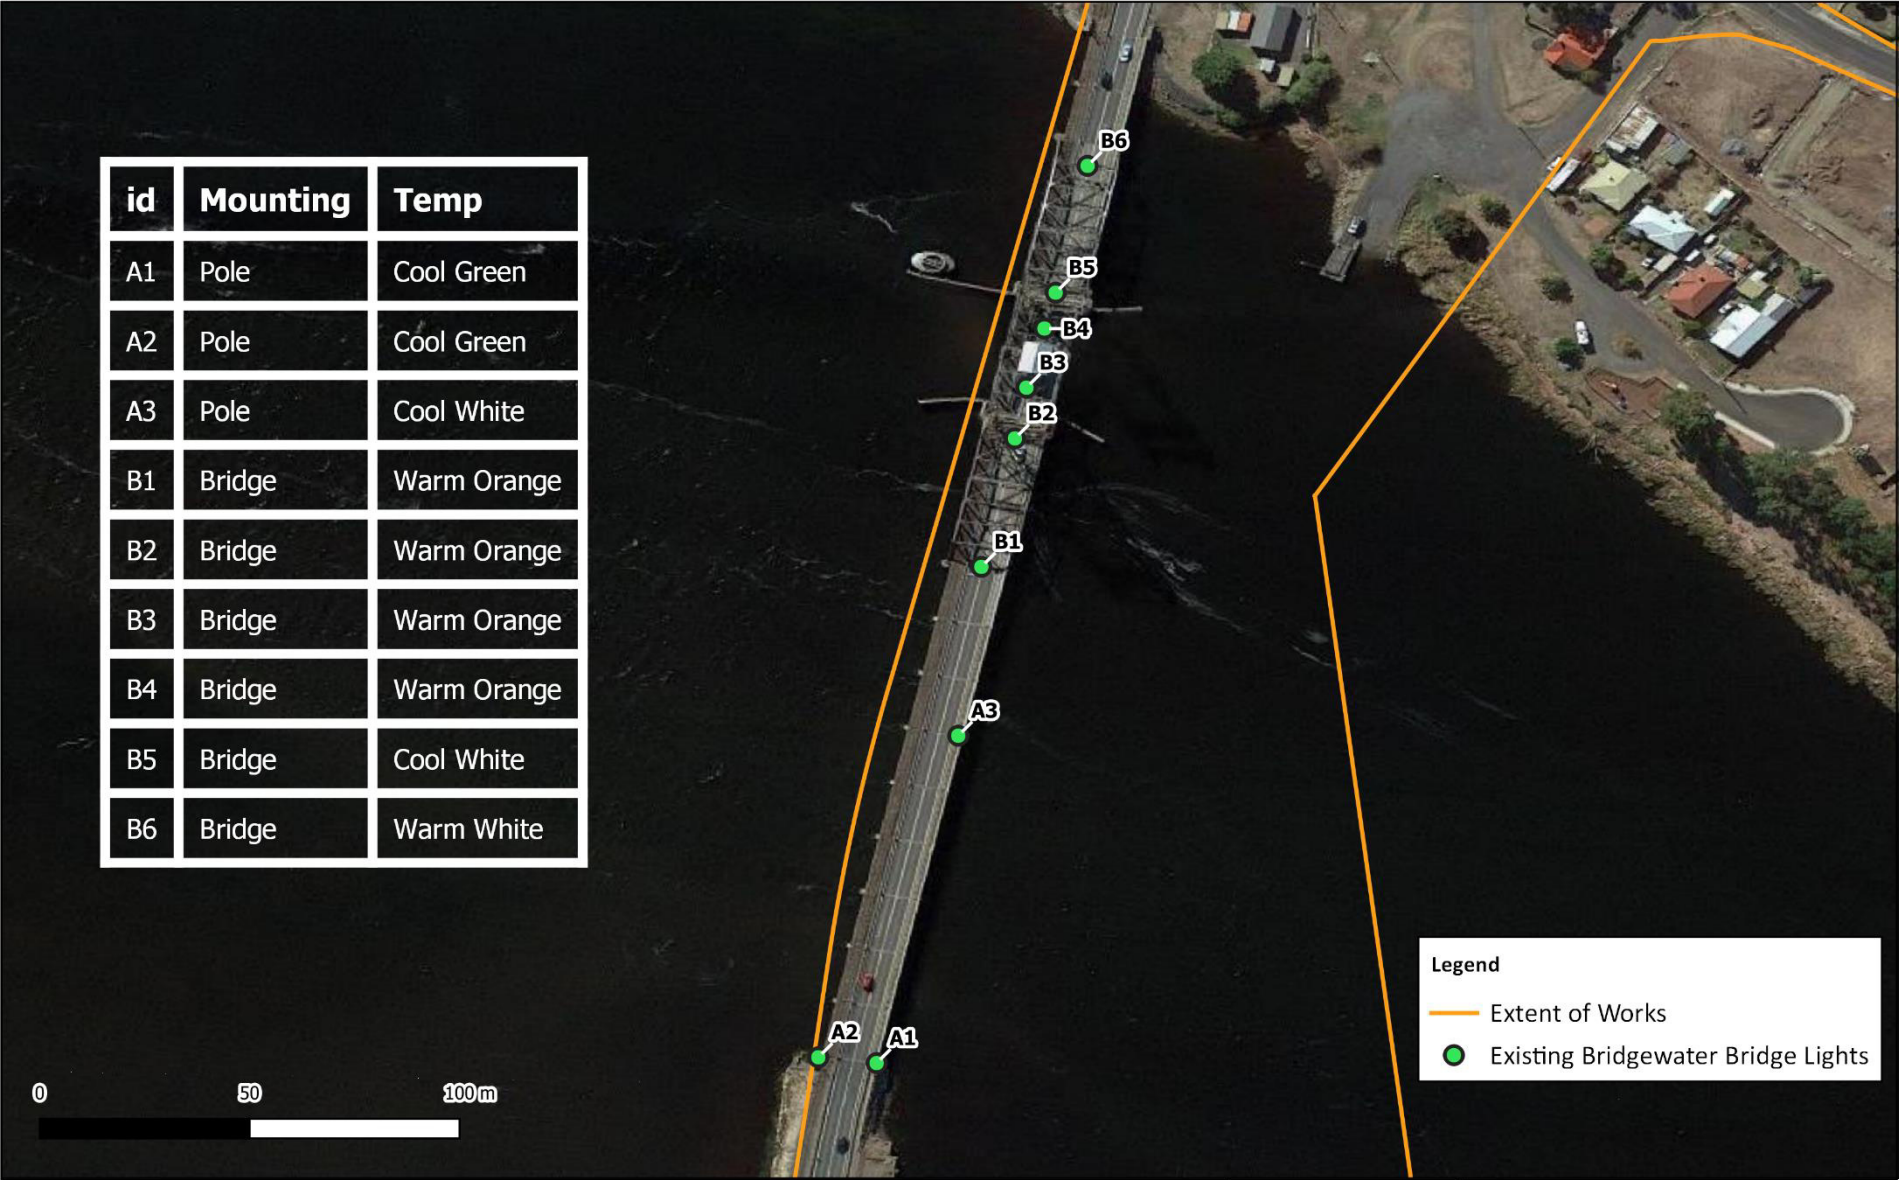 id Mounting Temp
A1 Pole Cool Green
A2 Pole Cool Green
A3 Pole Cool White
B1 Bridge Warm Orange
B2 Bridge Warm Orange
B3 Bridge Warm Orange
B4 Bridge Warm Orange
B5 Bridge Cool White
B6 Bridge Warm White
B6
B5
B4
B3
B2
B1
A3
A2
A1
0 50 100 m
Legend
Extent of Works
Existing Bridgewater Bridge Lights